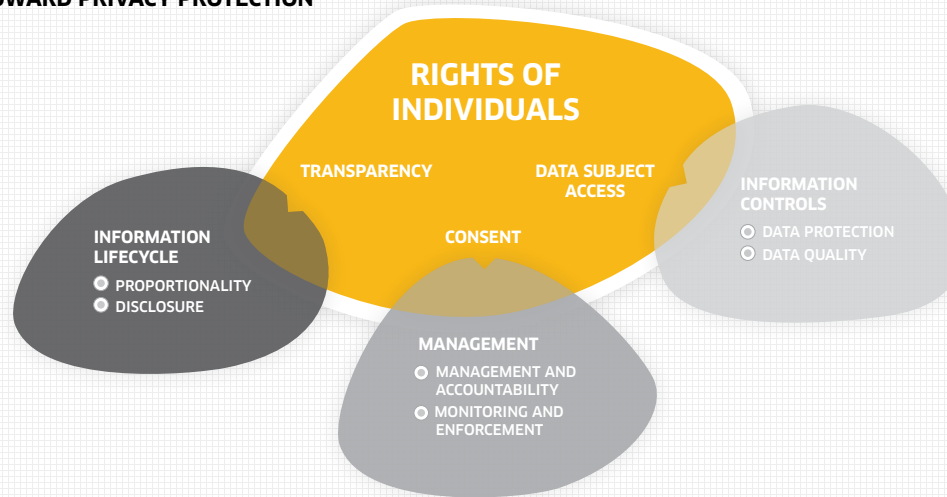 TOWARD PRIVACY PROTECTION
RIGHTS OF
INDIVIDUALS
TRANSPARENCY
DATA SUBJECT
ACCESS
CONSENT
INFORMATION
LIFECYCLE
PROPORTIONALITY
DISCLOSURE
MANAGEMENT
MANAGEMENT AND
ACCOUNTABILITY
MONITORING AND
ENFORCEMENT
INFORMATION
CONTROLS
DATA PROTECTION
DATA QUALITY